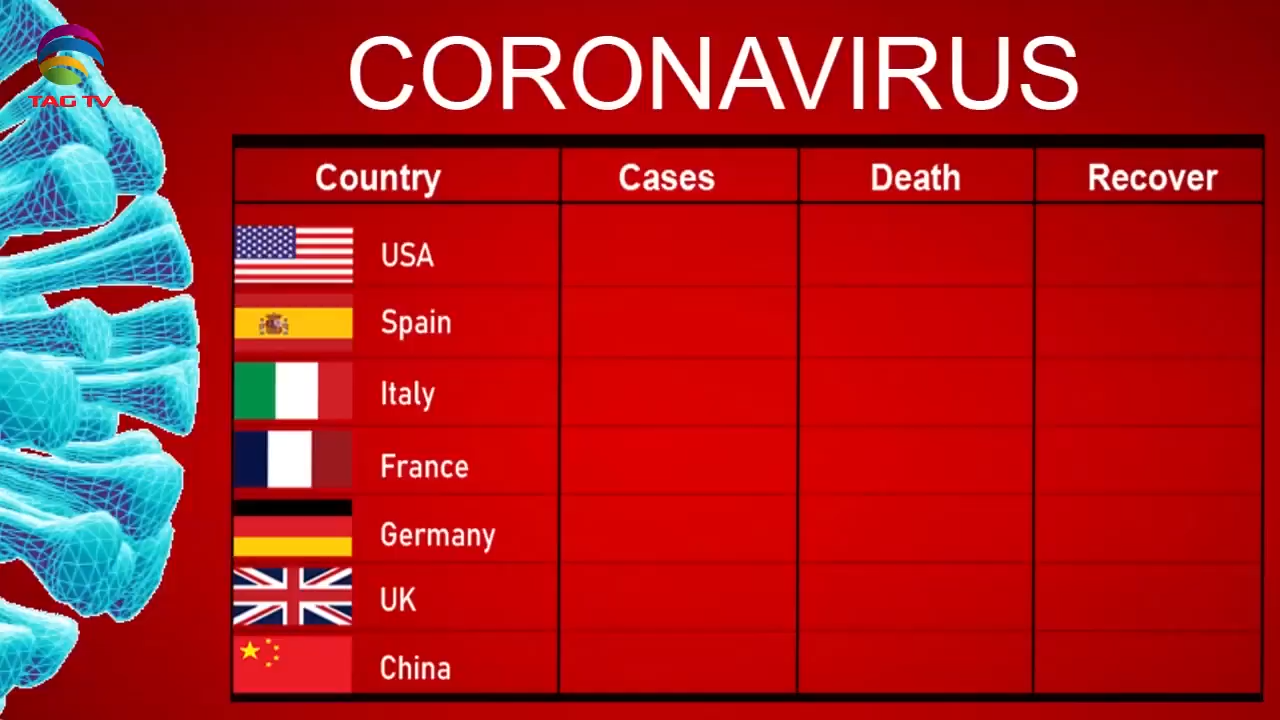 TAG TV
CORONAVIRUS
Country Cases Death Recover
USA
Spain
Italy
France
Germany
UK
China